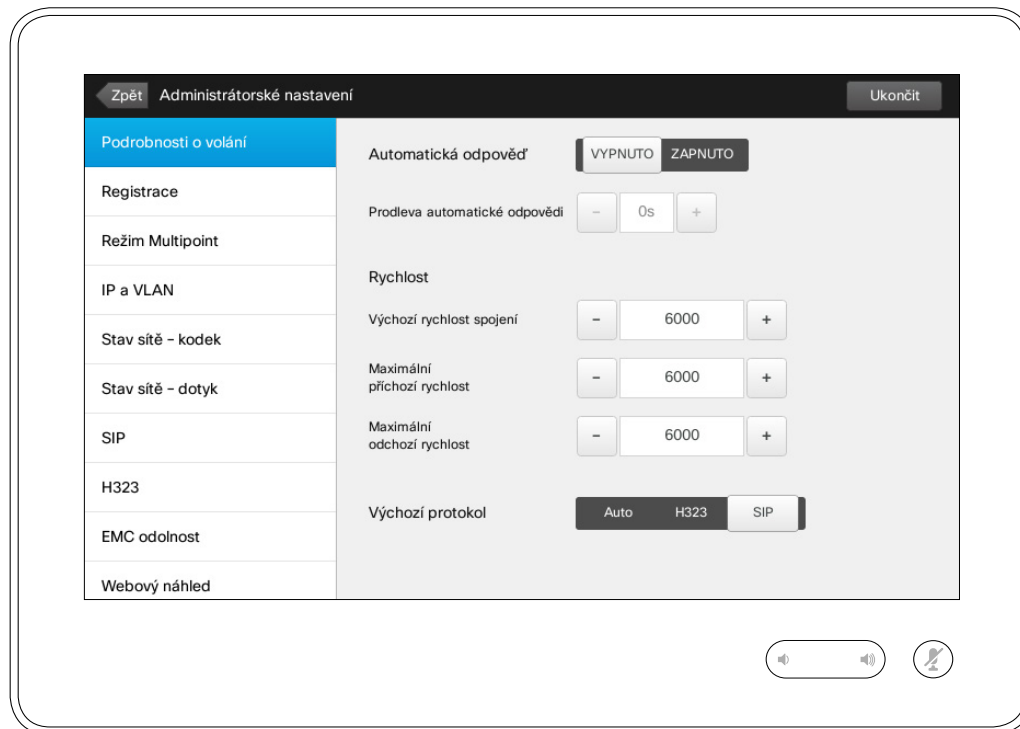 Zpět Administrátorské nastavení Ukončit
Podrobnosti o volání
Registrace
Režim Multipoint
IP a VLAN
Stav sítě – kodek
Stav sítě – dotyk
SIP
H323
EMC odolnost
Webový náhled
Automatická odpověď VYPNUTO ZAPNUTO
Prodleva automatické odpovědi – 0s +
Rychlost
Výchozí rychlost spojení – 6000 +
Maximální
příchozí rychlost – 6000 +
Maximální
odchozí rychlost – 6000 +
Výchozí protokol Auto H323 SIP